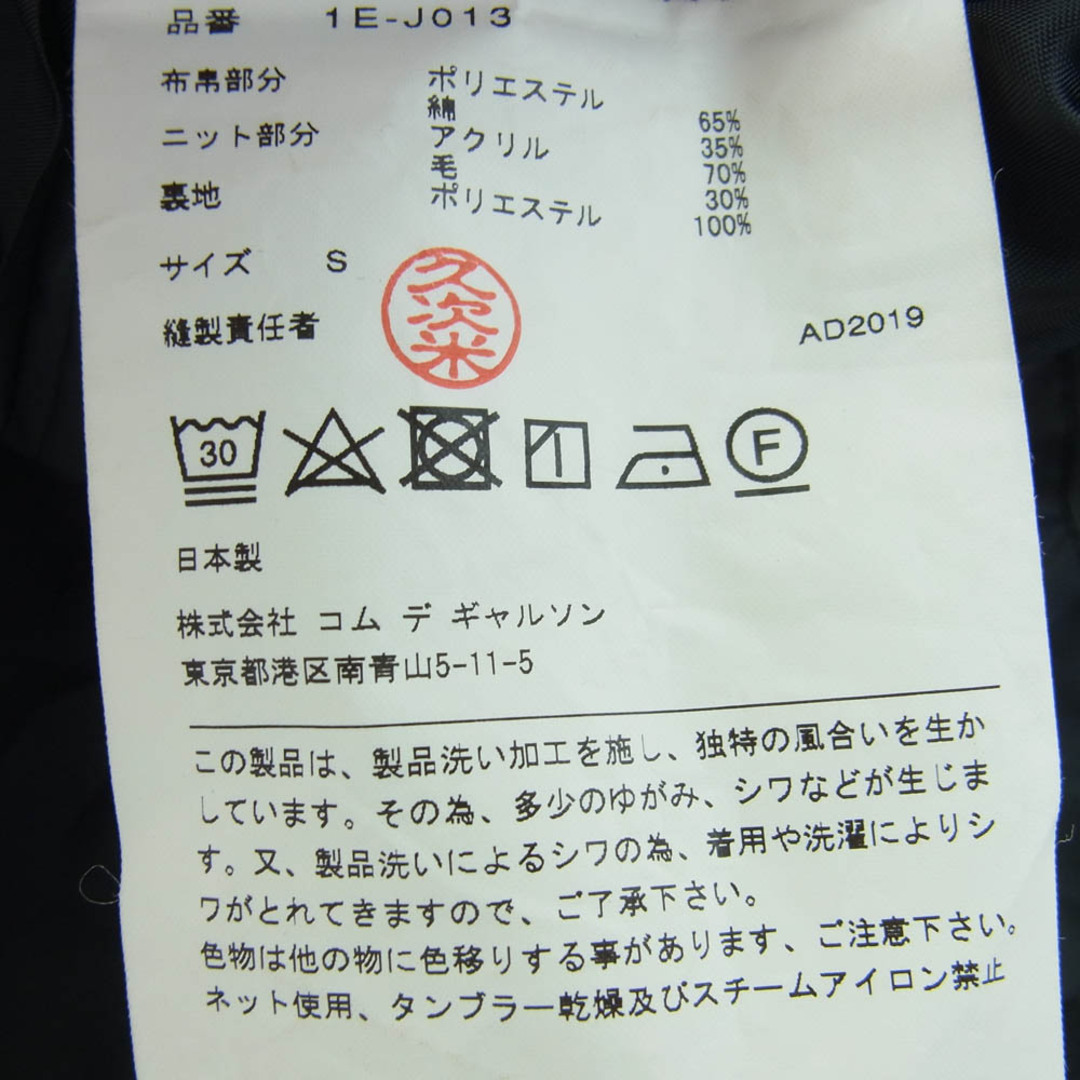 品番 1E-J013
布帛部分 ポリエステル 65%
綿 35%
ニット部分 アクリル 70%
毛 30%
裏地 ポリエステル 100%
サイズ S
縫製責任者 久次米
AD2019
30 F
日本製
株式会社 コム デ ギャルソン
東京都港区南青山5-11-5
この製品は、製品洗い加工を施し、独特の風合いを生か
しています。その為、多少のゆがみ、シワなどが生じま
す。又、製品洗いによるシワの為、着用や洗濯によりシ
ワがとれてきますので、ご了承下さい。
色物は他の物に色移りする事があります、ご注意下さい。
ネット使用、タンブラー乾燥及びスチームアイロン禁止